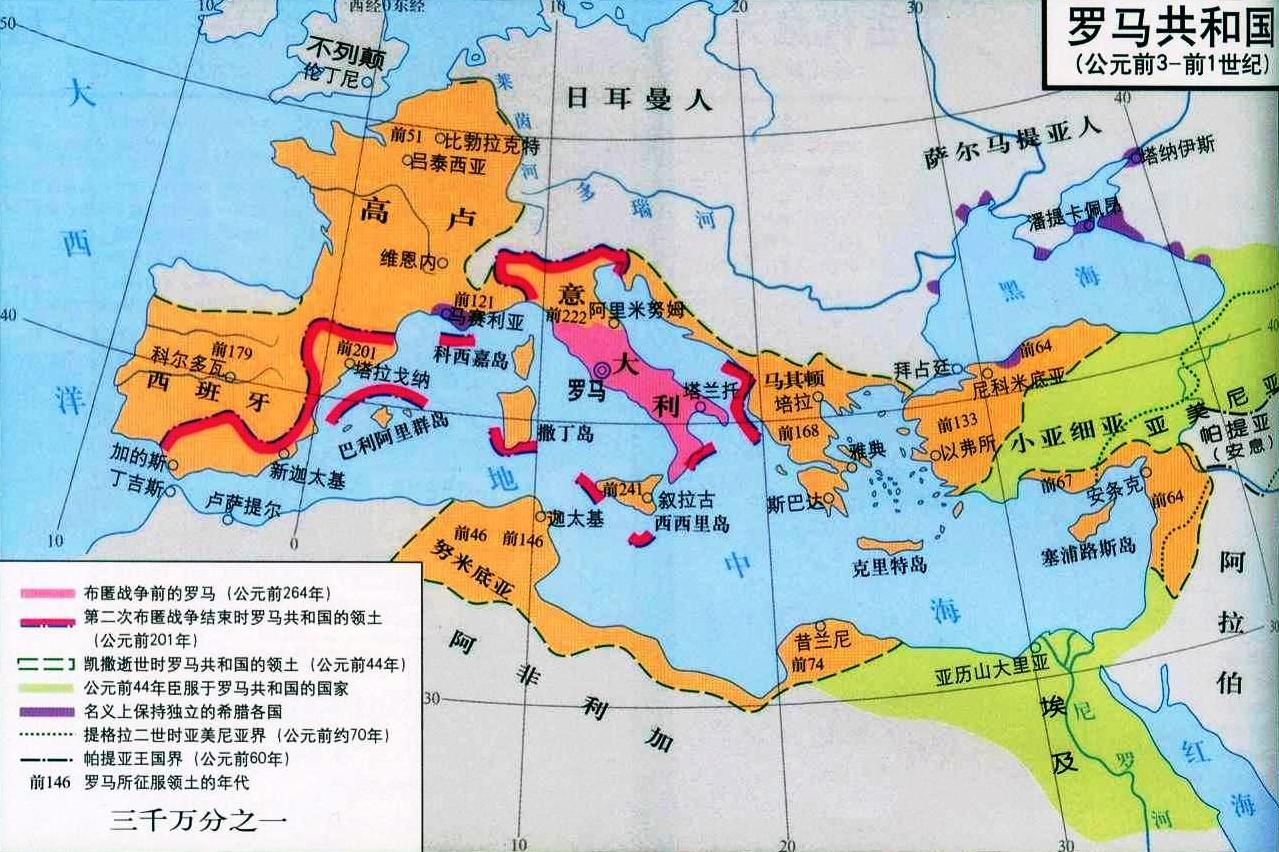 罗马共和国
(公元前3-前1世纪)
50
10
西经0东经
10
20
30
40
不列颠
伦丁尼
大
西
洋
莱
茵
河
日耳曼人
萨尔马提亚人
塔纳伊斯
前51
比勃拉克特
吕泰西亚
高卢
多瑙河
潘提卡佩昂
维恩内
黑海
意
大
利
前121
马赛利亚
前222
阿里米努姆
40
40
前179
科尔多瓦
西班牙
前201
塔拉戈纳
科西嘉岛
罗马
塔兰托
马其顿
培拉
前168
拜占廷
前64
尼科米底亚
前133
以弗所
小亚细亚
亚美尼亚
帕提亚
(安息)
巴利阿里群岛
撒丁岛
雅典
加的斯
丁吉斯
新迦太基
卢萨提尔
地
中
海
前241
叙拉古
西西里岛
斯巴达
前67
安条克
前64
迦太基
前46
前146
努米底亚
克里特岛
塞浦路斯岛
阿拉伯
10
0
阿非利加
昔兰尼
前74
亚历山大里亚
30
30
埃及
尼罗河
红海
布匿战争前的罗马 (公元前264年)
第二次布匿战争结束时罗马共和国的领土
(公元前201年)
凯撒逝世时罗马共和国的领土 (公元前44年)
公元前44年臣服于罗马共和国的国家
名义上保持独立的希腊各国
提格拉二世时亚美尼亚界 (公元前约70年)
帕提亚王国界 (公元前60年)
前146 罗马所征服领土的年代
三千万分之一
10
20
30